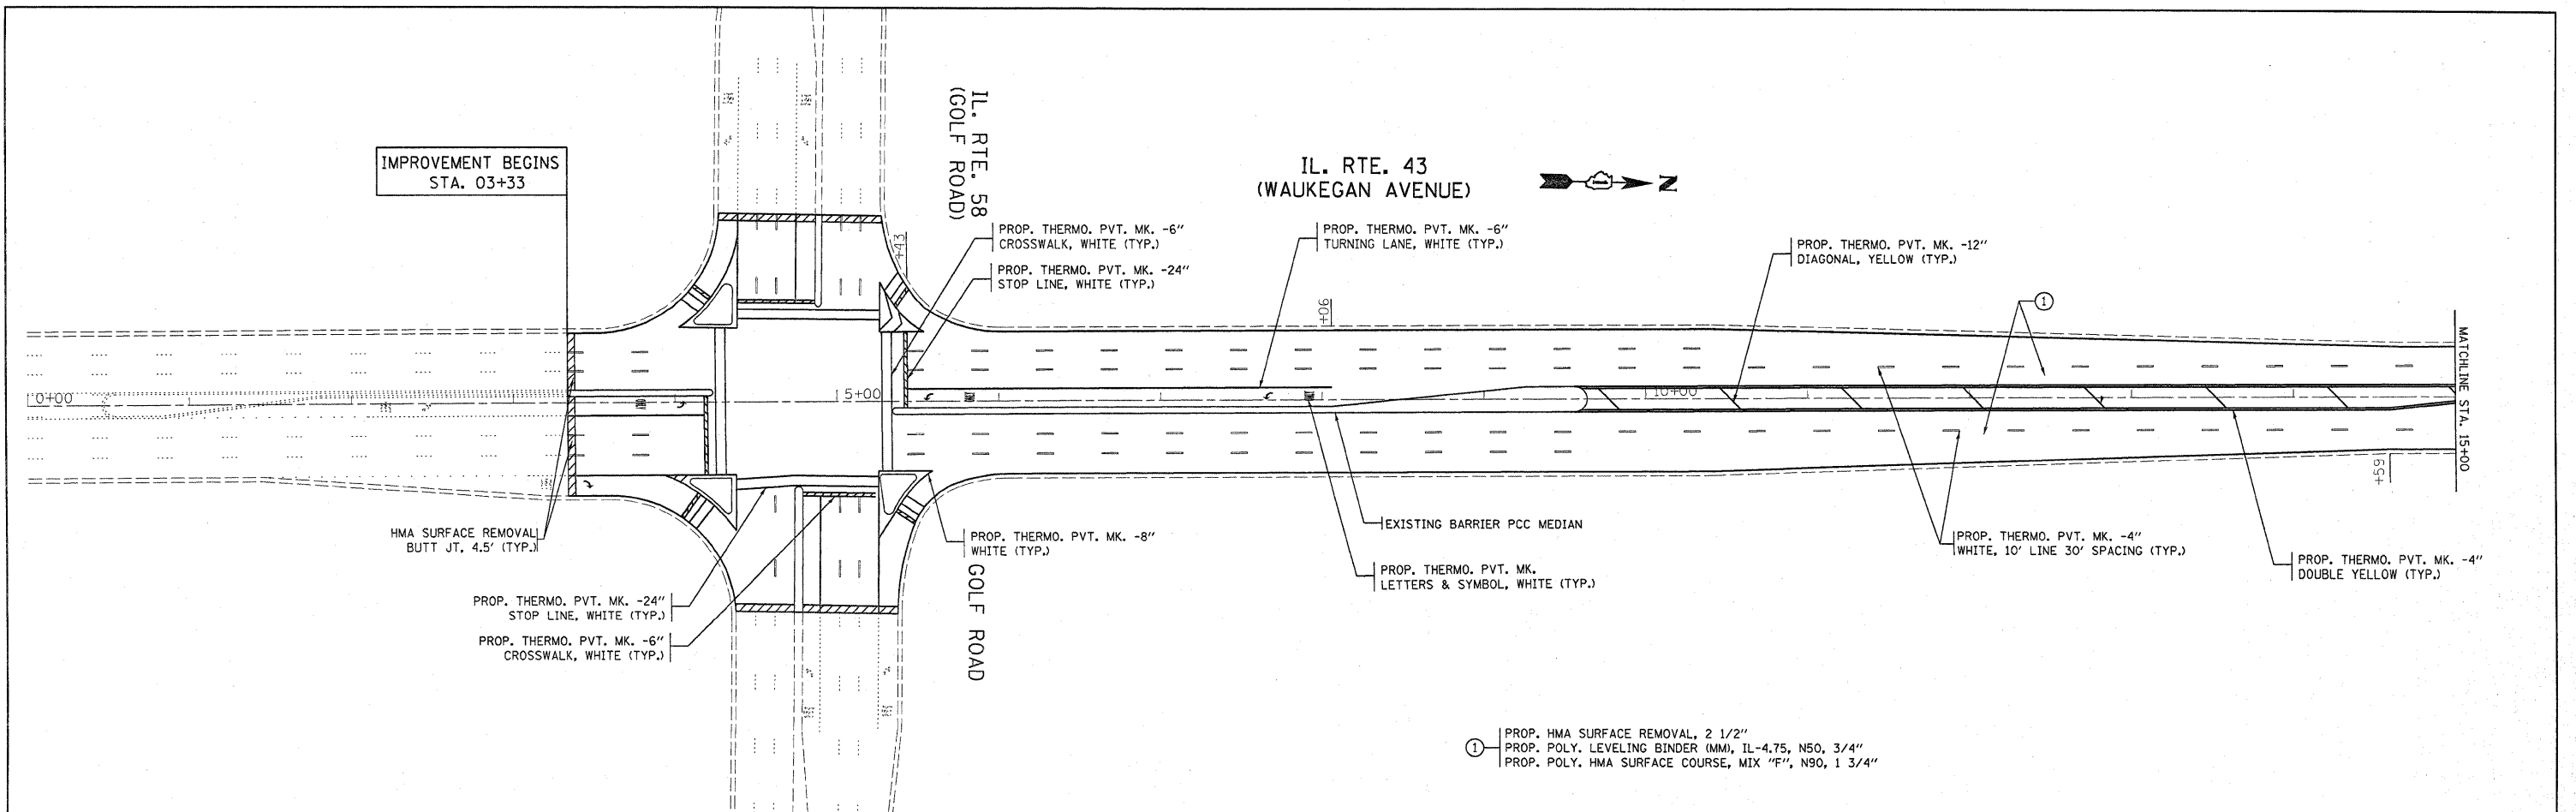 IMPROVEMENT BEGINS
STA. 03+33
IL. RTE. 58
(GOLF ROAD)
IL. RTE. 43
(WAUKEGAN AVENUE)
N
PROP. THERMO. PVT. MK. -6"
CROSSWALK, WHITE (TYP.)
PROP. THERMO. PVT. MK. -24"
STOP LINE, WHITE (TYP.)
PROP. THERMO. PVT. MK. -6"
TURNING LANE, WHITE (TYP.)
PROP. THERMO. PVT. MK. -12"
DIAGONAL, YELLOW (TYP.)
1
+43
+06
MATCHLINE STA. 15+00
0+00
5+00
10+00
+59
HMA SURFACE REMOVAL
BUTT JT, 4.5' (TYP.)
PROP. THERMO. PVT. MK. -24"
STOP LINE, WHITE (TYP.)
PROP. THERMO. PVT. MK. -6"
CROSSWALK, WHITE (TYP.)
PROP. THERMO. PVT. MK. -8"
WHITE (TYP.)
GOLF ROAD
EXISTING BARRIER PCC MEDIAN
PROP. THERMO. PVT. MK.
LETTERS & SYMBOL, WHITE (TYP.)
PROP. THERMO. PVT. MK. -4"
WHITE, 10' LINE 30' SPACING (TYP.)
PROP. THERMO. PVT. MK. -4"
DOUBLE YELLOW (TYP.)
1
PROP. HMA SURFACE REMOVAL, 2 1/2"
PROP. POLY. LEVELING BINDER (MM), IL-4.75, N50, 3/4"
PROP. POLY. HMA SURFACE COURSE, MIX "F", N90, 1 3/4"